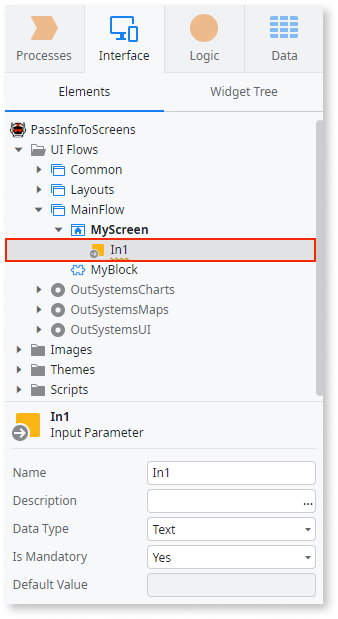 Processes Interface Logic Data
Elements Widget Tree
PassInfoToScreens
UI Flows
Common
Layouts
MainFlow
MyScreen
In1
MyBlock
OutSystemsCharts
OutSystemsMaps
OutSystemsUI
Images
Themes
Scripts
In1
Input Parameter
Name In1
Description ...
Data Type Text
Is Mandatory Yes
Default Value